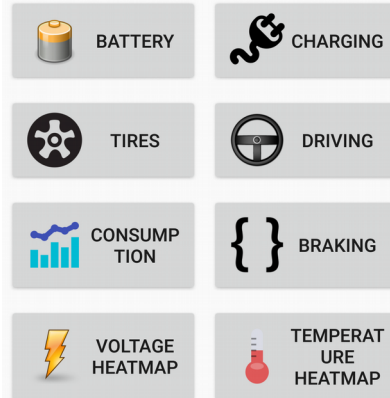 BATTERY
CHARGING
TIRES
DRIVING
CONSUMP
TION
{ } BRAKING
VOLTAGE
HEATMAP
TEMPERAT
URE
HEATMAP